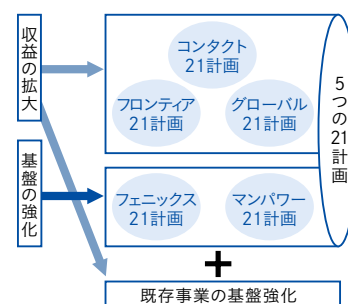 収益の拡大
コンタクト
21計画
フロンティア
21計画
グローバル
21計画
5つの21計画
基盤の強化
フェニックス
21計画
マンパワー
21計画
+
既存事業の基盤強化